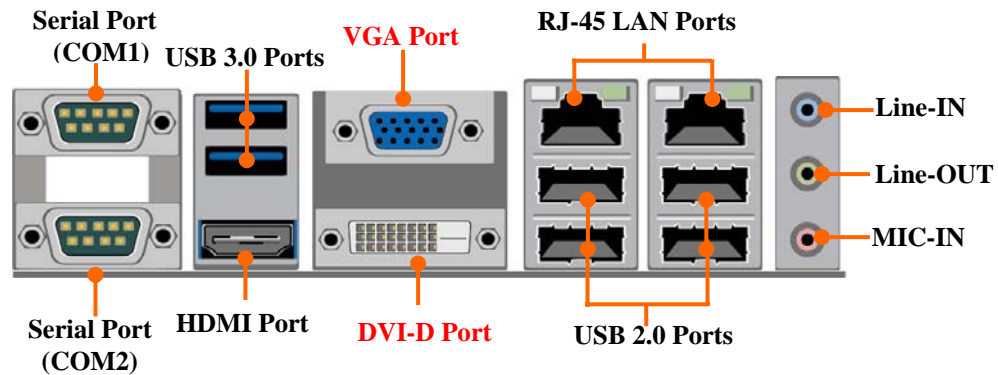 Serial Port
(COM1)
USB 3.0 Ports
VGA Port
RJ-45 LAN Ports
Line-IN
Line-OUT
MIC-IN
Serial Port
(COM2)
HDMI Port
DVI-D Port
USB 2.0 Ports